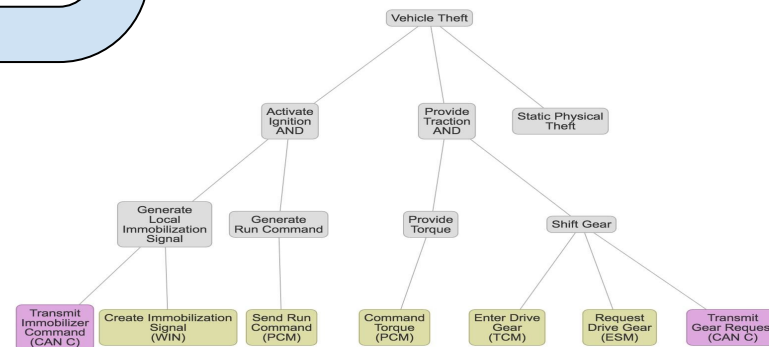 Vehicle Theft
Activate
Ignition
AND
Provide
Traction
AND
Static Physical
Theft
Generate
Local
Immobilization
Signal
Generate
Run Command
Provide
Torque
Shift Gear
Transmit
Immobilizer
Command
(CAN C)
Create Immobilization
Signal
(WIN)
Send Run
Command
(PCM)
Command
Torque
(PCM)
Enter Drive
Gear
(TCM)
Request
Drive Gear
(ESM)
Transmit
Gear Reques
(CAN C)